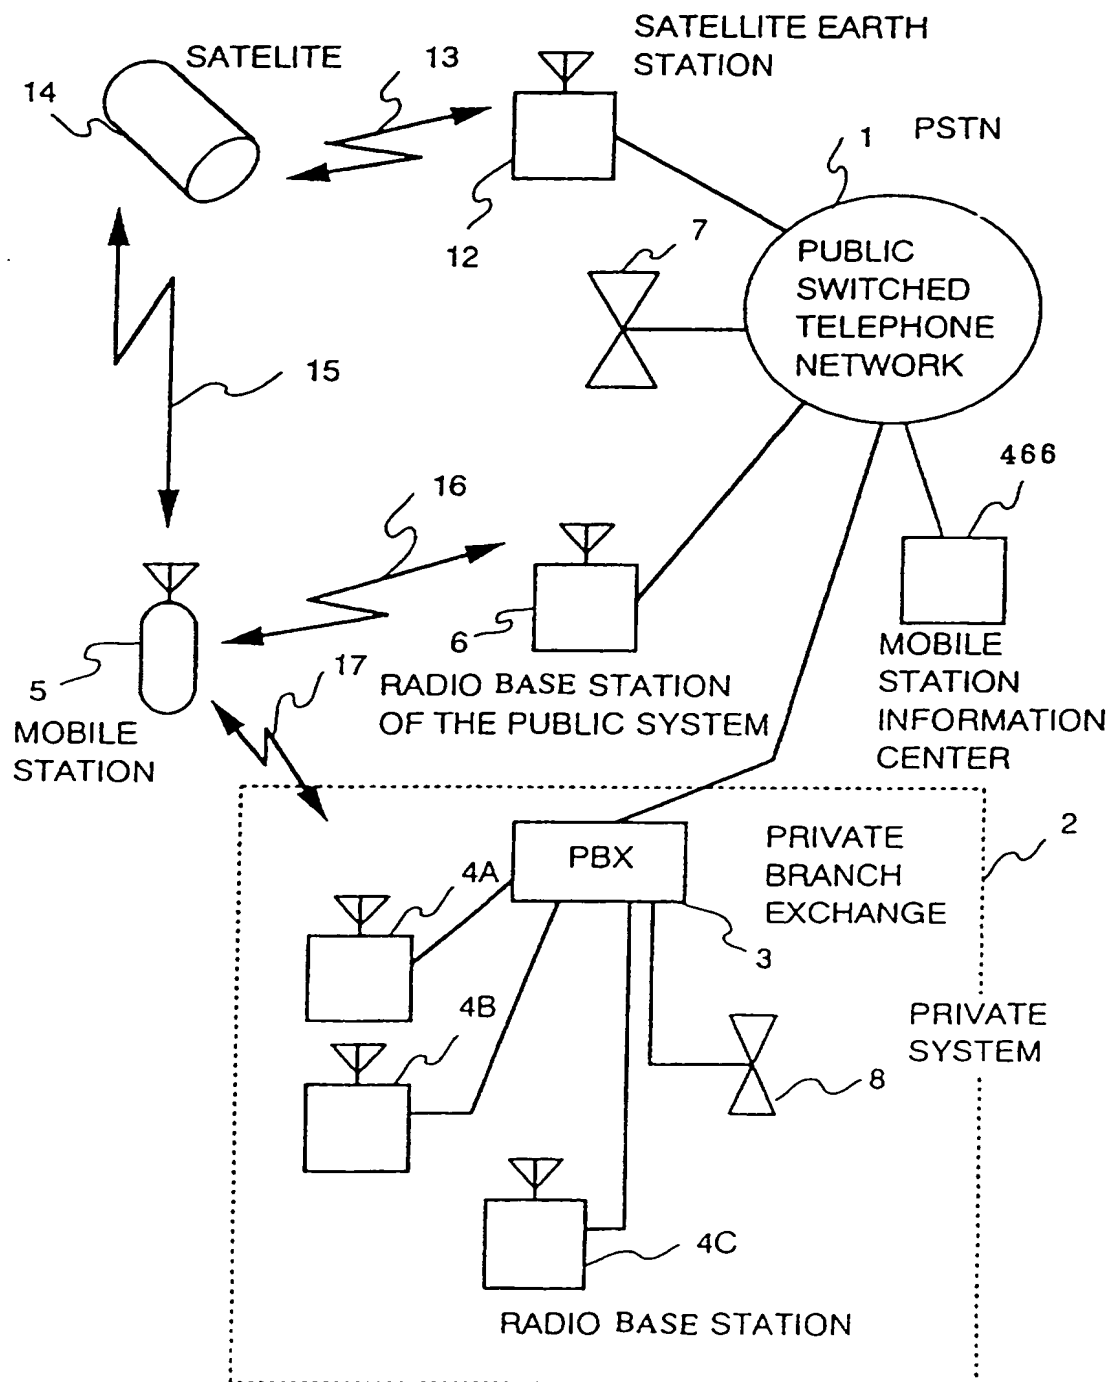 SATELITE
13
SATELLITE EARTH
STATION
14
1
PSTN
12
7
PUBLIC
SWITCHED
TELEPHONE
NETWORK
15
16
466
5
MOBILE
STATION
6
17
RADIO BASE STATION
OF THE PUBLIC SYSTEM
MOBILE
STATION
INFORMATION
CENTER
2
PBX
PRIVATE
BRANCH
EXCHANGE
4A
3
4B
PRIVATE
SYSTEM
8
4C
RADIO BASE STATION